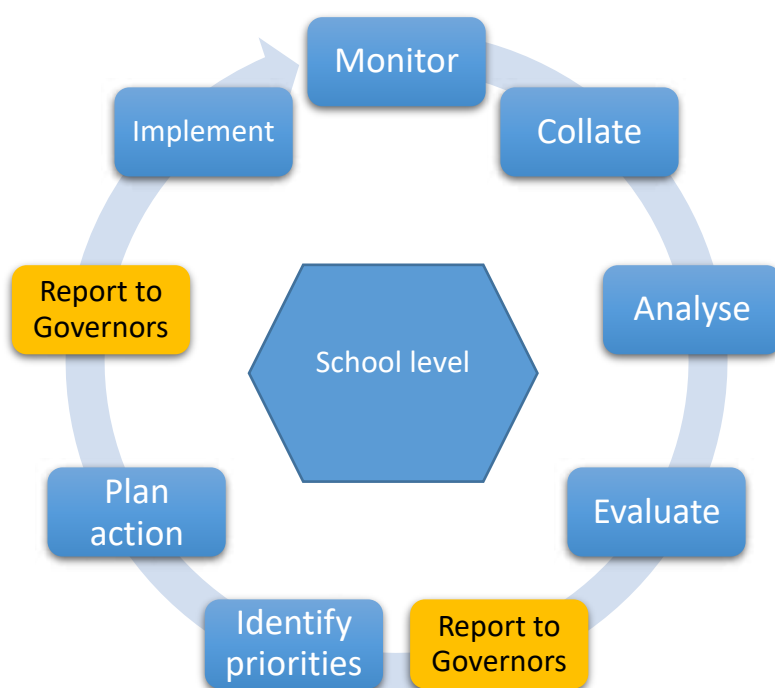 Monitor
Collate
Analyse
Evaluate
Report to
Governors
Identify
priorities
Plan
action
Report to
Governors
Implement
School level